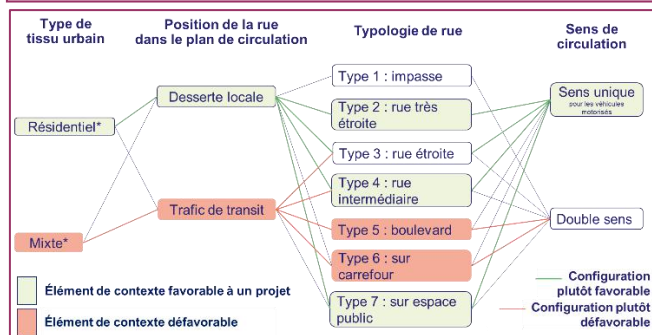 Type de
tissu urbain
Position de la rue
dans le plan de circulation
Typologie de rue
Sens de
circulation
Type 1 : impasse
Desserte locale
Type 2 : rue très
étroite
Sens unique
pour les véhicules
motorisés
Résidentiel*
Type 3 : rue étroite
Type 4 : rue
intermédiaire
Trafic de transit
Type 5 : boulevard
Double sens
Mixte*
Type 6 : sur
carrefour
Élément de contexte favorable à un projet
Type 7 : sur espace
public
Configuration
plutôt favorable
Élément de contexte défavorable
Configuration plutôt
défavorable